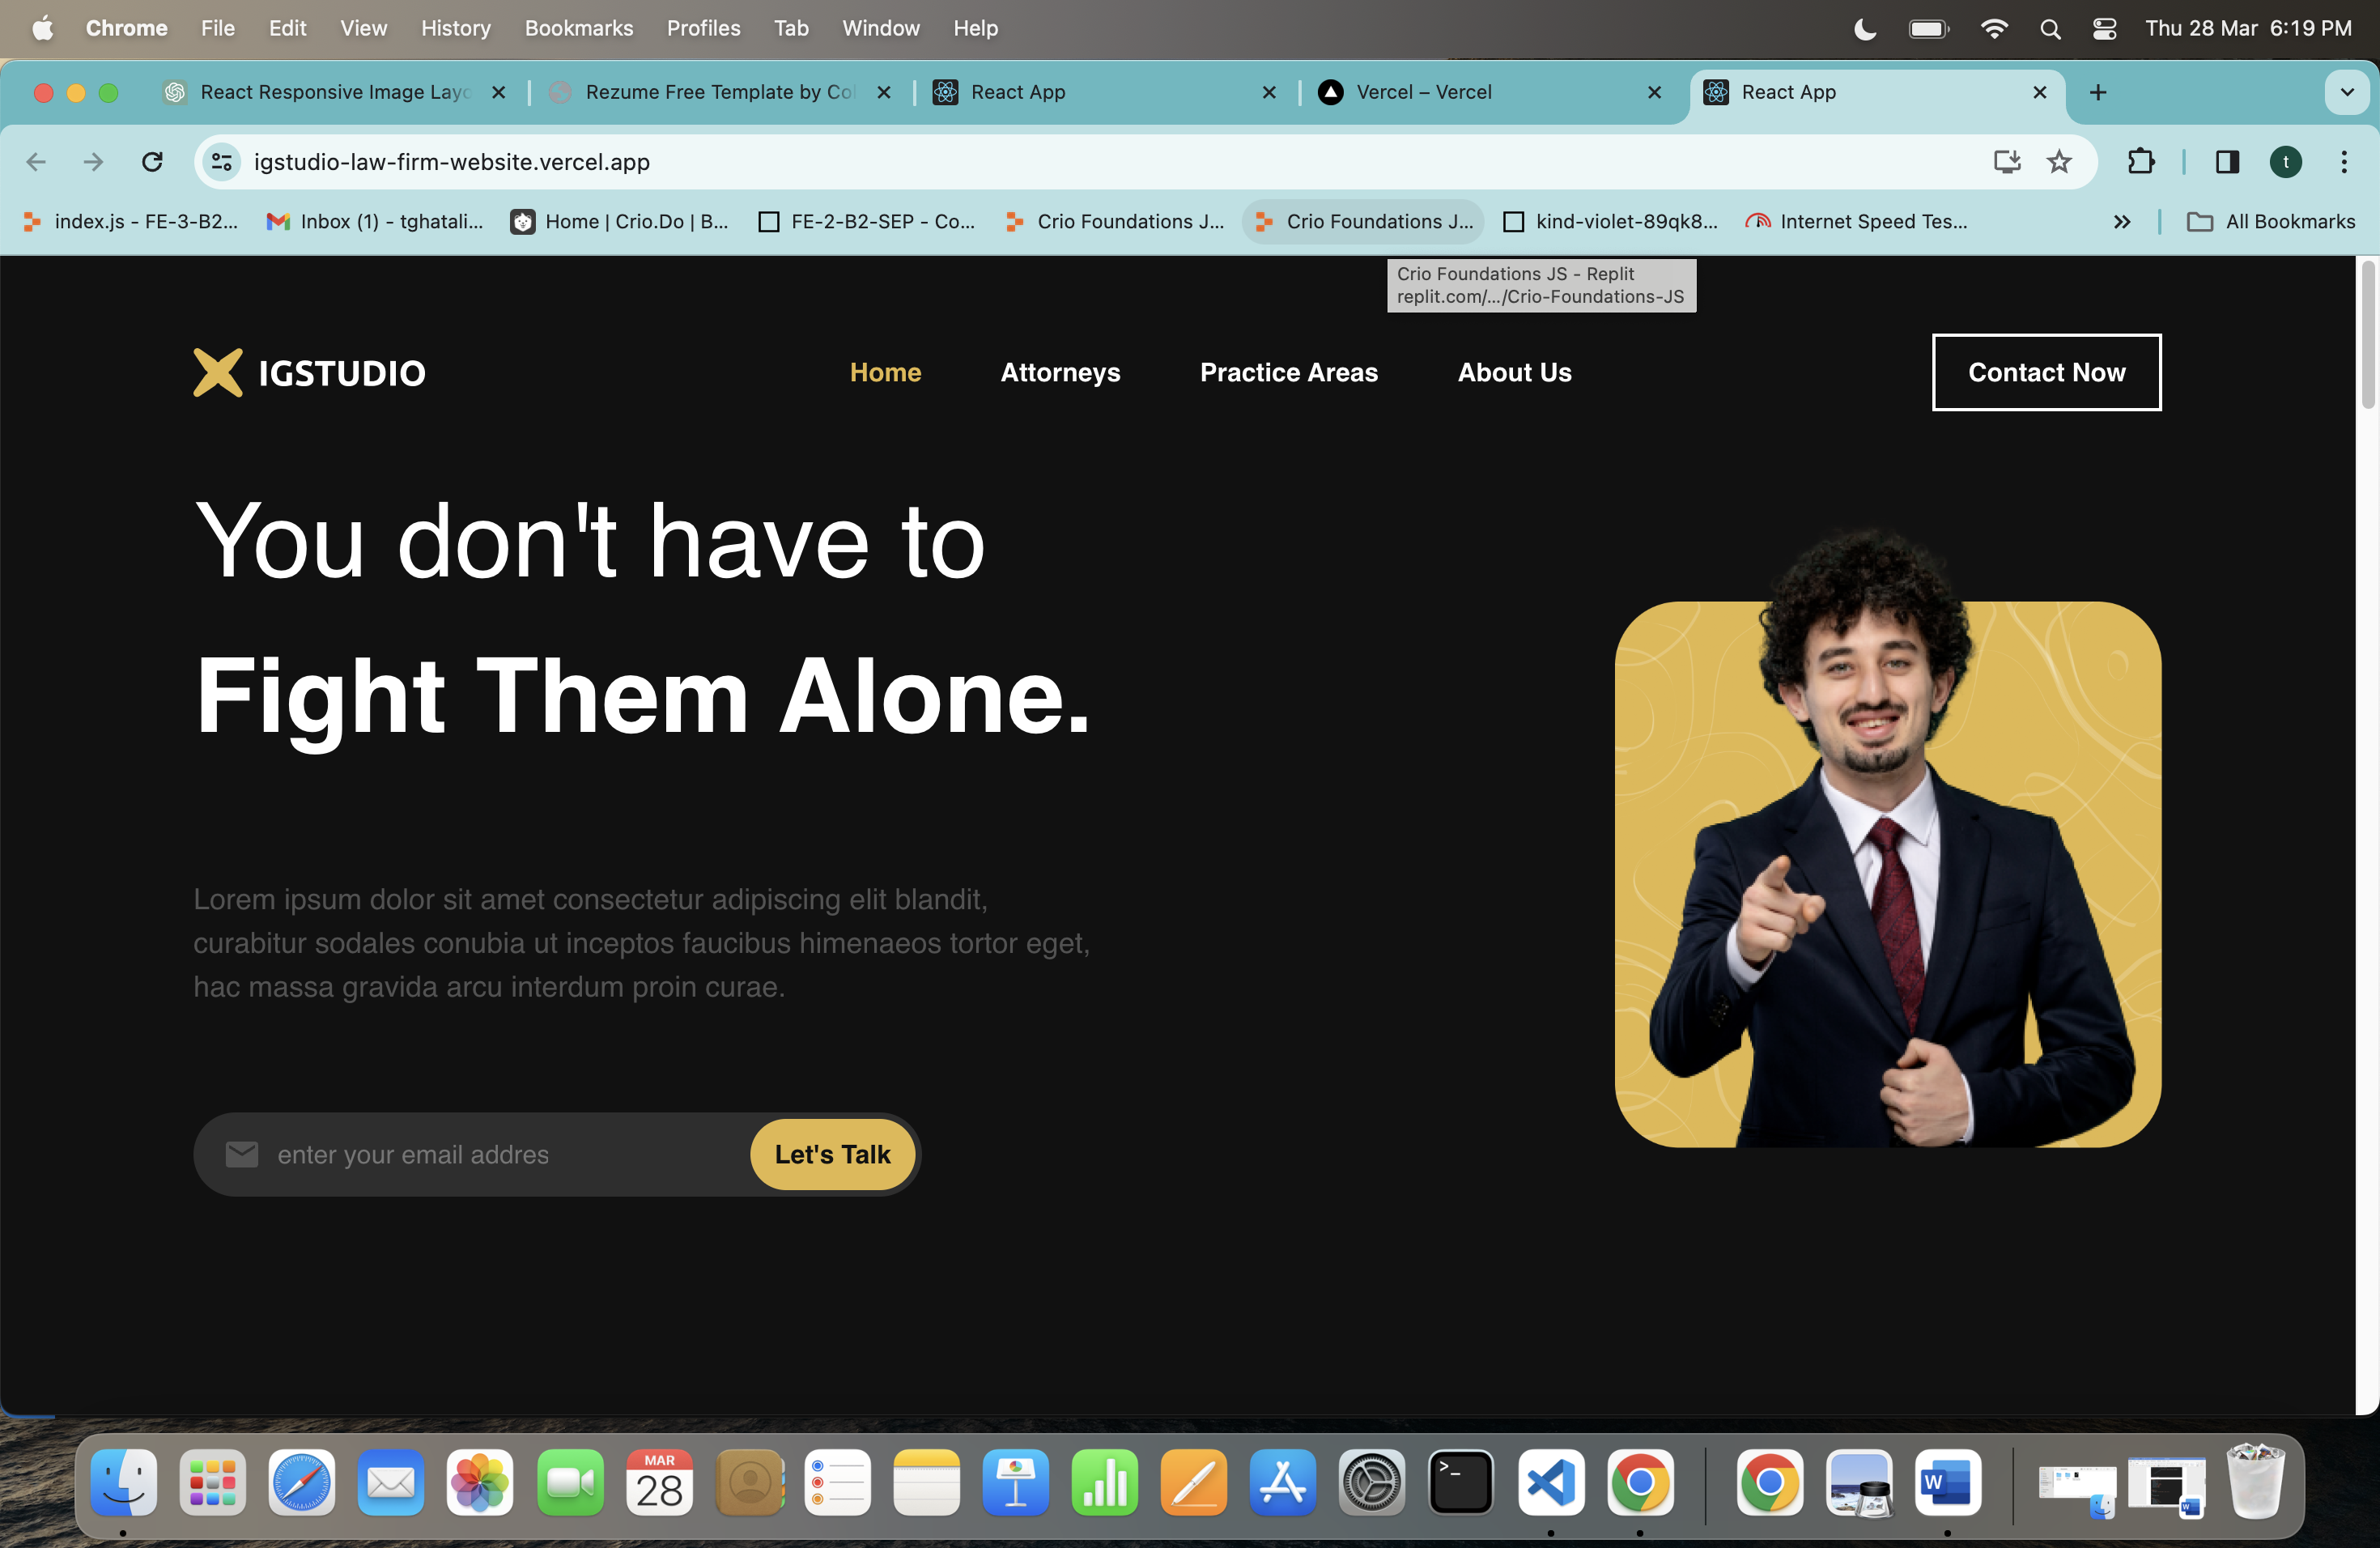 Chrome File Edit View History Bookmarks Profiles Tab Window Help Thu 28 Mar 6:19 PM
React Responsive Image Layo Rezume Free Template by Col React App Vercel – Vercel React App
igstudio-law-firm-website.vercel.app t
index.js - FE-3-B2... Inbox (1) - tghatali... Home | Crio.Do | B... FE-2-B2-SEP - Co... Crio Foundations J... Crio Foundations J... kind-violet-89qk8... Internet Speed Tes... All Bookmarks
Crio Foundations JS - Replit
replit.com/.../Crio-Foundations-JS
IGSTUDIO Home Attorneys Practice Areas About Us Contact Now
You don't have to
Fight Them Alone.
Lorem ipsum dolor sit amet consectetur adipiscing elit blandit,
curabitur sodales conubia ut inceptos faucibus himenaeos tortor eget,
hac massa gravida arcu interdum proin curae.
enter your email addres Let's Talk
MAR
28